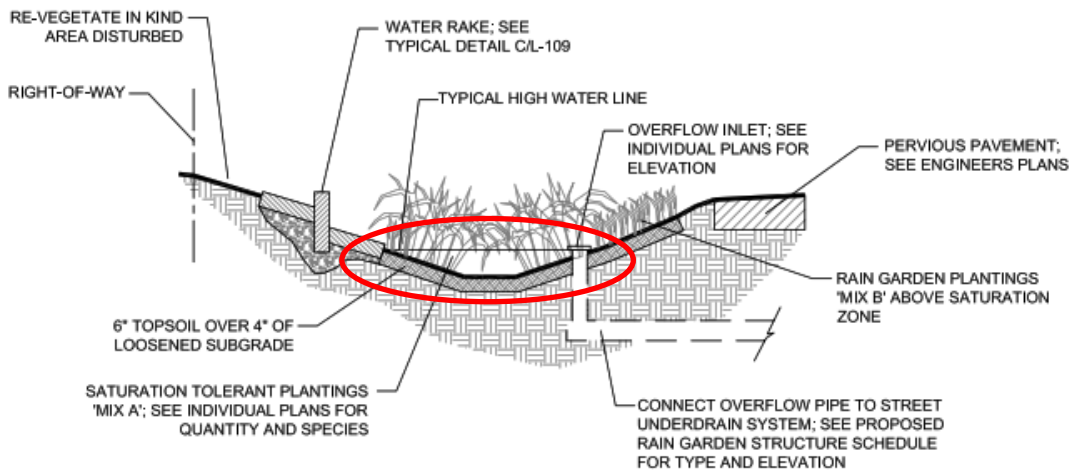 RE-VEGETATE IN KIND
AREA DISTURBED
WATER RAKE; SEE
TYPICAL DETAIL C/L-109
RIGHT-OF-WAY
TYPICAL HIGH WATER LINE
OVERFLOW INLET; SEE
INDIVIDUAL PLANS FOR
ELEVATION
PERVIOUS PAVEMENT;
SEE ENGINEERS PLANS
RAIN GARDEN PLANTINGS
'MIX B' ABOVE SATURATION
ZONE
6" TOPSOIL OVER 4" OF
LOOSENED SUBGRADE
SATURATION TOLERANT PLANTINGS
'MIX A'; SEE INDIVIDUAL PLANS FOR
QUANTITY AND SPECIES
CONNECT OVERFLOW PIPE TO STREET
UNDERDRAIN SYSTEM; SEE PROPOSED
RAIN GARDEN STRUCTURE SCHEDULE
FOR TYPE AND ELEVATION